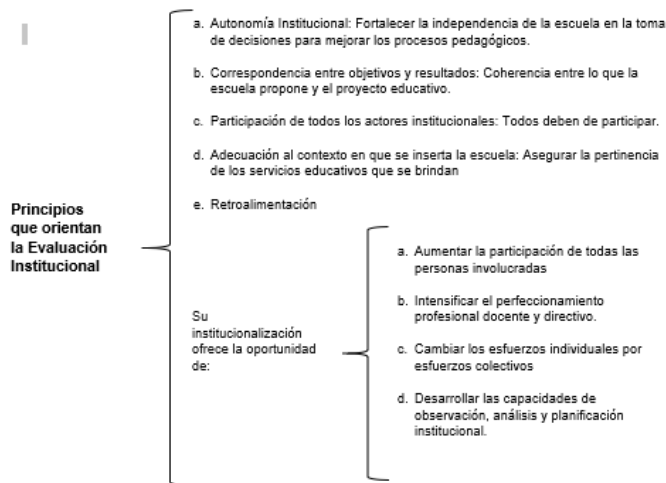 a. Autonomía Institucional: Fortalecer la independencia de la escuela en la toma
de decisiones para mejorar los procesos pedagógicos.
b. Correspondencia entre objetivos y resultados: Coherencia entre lo que la
escuela propone y el proyecto educativo.
c. Participación de todos los actores institucionales: Todos deben de participar.
d. Adecuación al contexto en que se inserta la escuela: Asegurar la pertinencia
de los servicios educativos que se brindan
e. Retroalimentación
Principios
que orientan
la Evaluación
Institucional
Su
institucionalización
ofrece la oportunidad
de:
a. Aumentar la participación de todas las
personas involucradas
b. Intensificar el perfeccionamiento
profesional docente y directivo.
c. Cambiar los esfuerzos individuales por
esfuerzos colectivos
d. Desarrollar las capacidades de
observación, análisis y planificación
institucional.